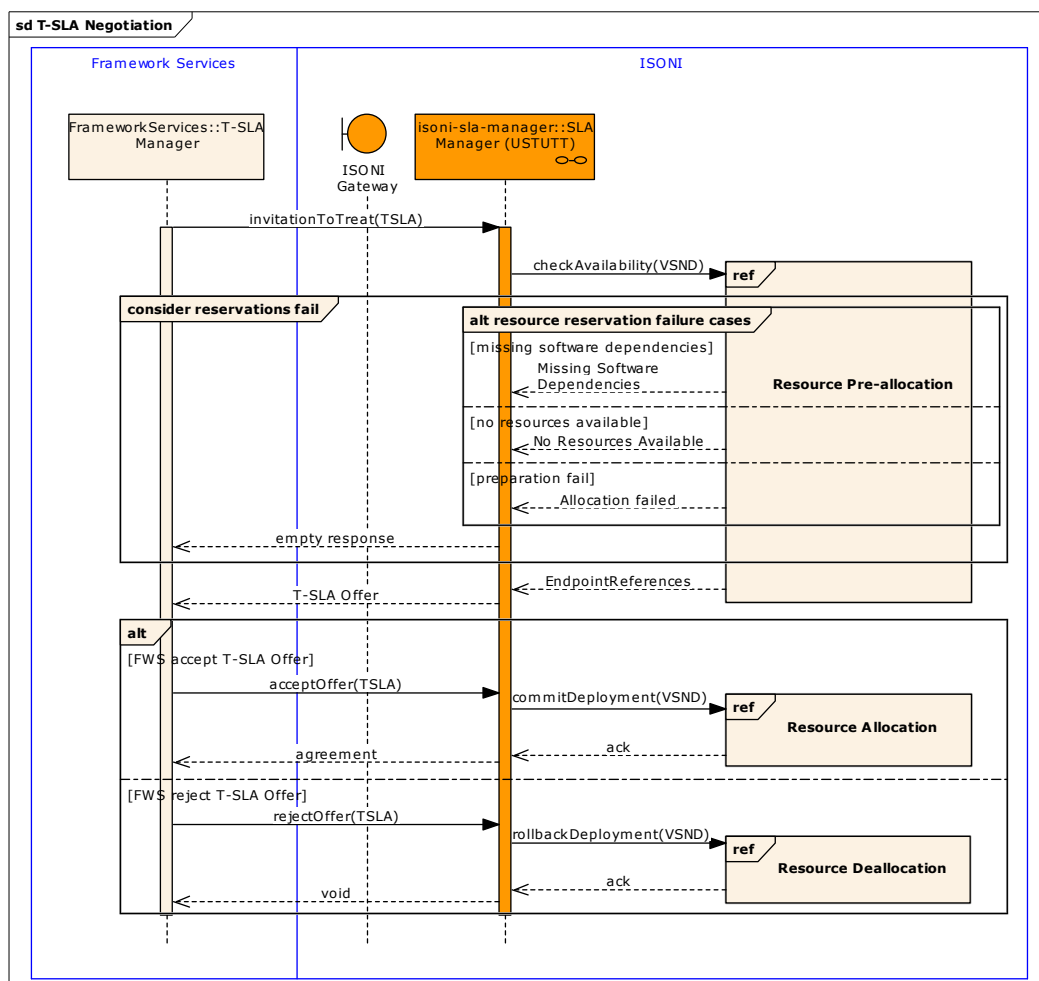 sd T-SLA Negotiation
Framework Services
ISONI
FrameworkServices::T-SLA
Manager
ISONI
Gateway
isoni-sla-manager::SLA
Manager (USTUTT)
invitationToTreat(TSLA)
checkAvailability(VSND)
ref
Resource Pre-allocation
consider reservations fail
alt resource reservation failure cases
[missing software dependencies]
Missing Software
Dependencies
[no resources available]
No Resources Available
[preparation fail]
Allocation failed
empty response
EndpointReferences
T-SLA Offer
alt
[FWS accept T-SLA Offer]
acceptOffer(TSLA)
commitDeployment(VSND)
ref
Resource Allocation
ack
agreement
[FWS reject T-SLA Offer]
rejectOffer(TSLA)
rollbackDeployment(VSND)
ref
Resource Deallocation
ack
void